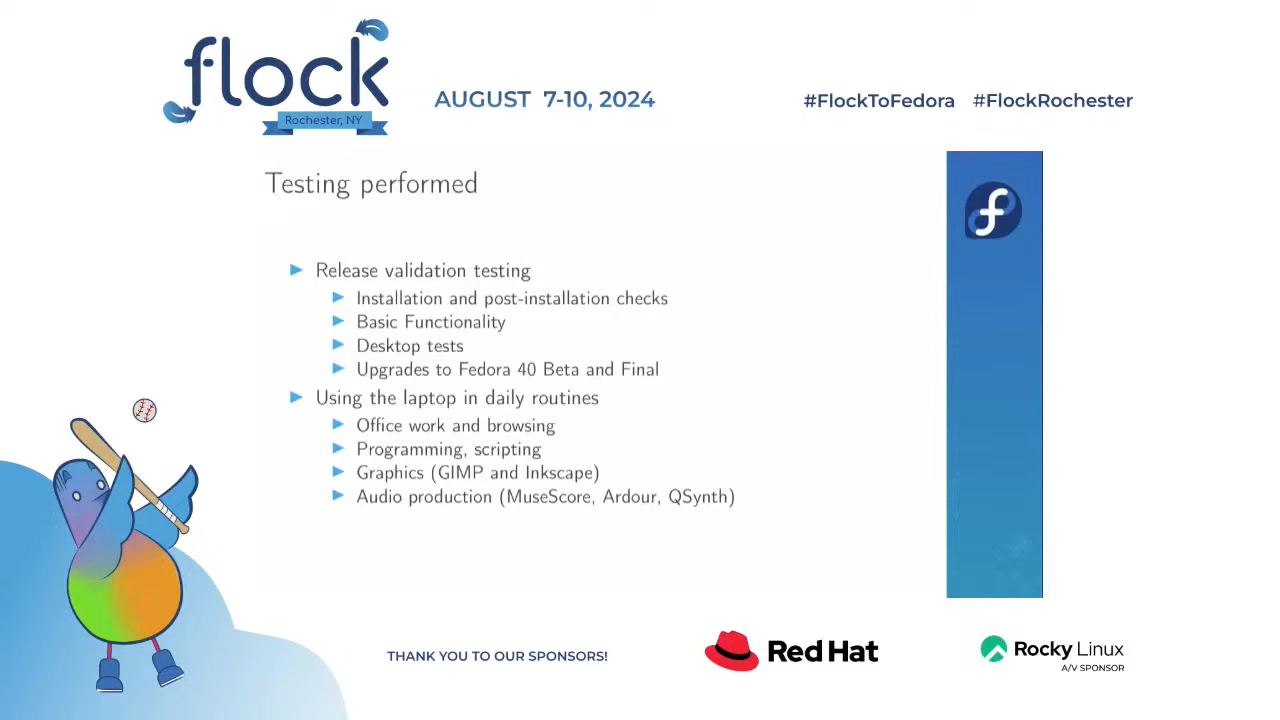 flock
Rochester, NY
AUGUST 7-10, 2024
#FlockToFedora #FlockRochester
Testing performed
Release validation testing
Installation and post-installation checks
Basic Functionality
Desktop tests
Upgrades to Fedora 40 Beta and Final
Using the laptop in daily routines
Office work and browsing
Programming, scripting
Graphics (GIMP and Inkscape)
Audio production (MuseScore, Ardour, QSynth)
THANK YOU TO OUR SPONSORS!
Red Hat
Rocky Linux
A/V SPONSOR